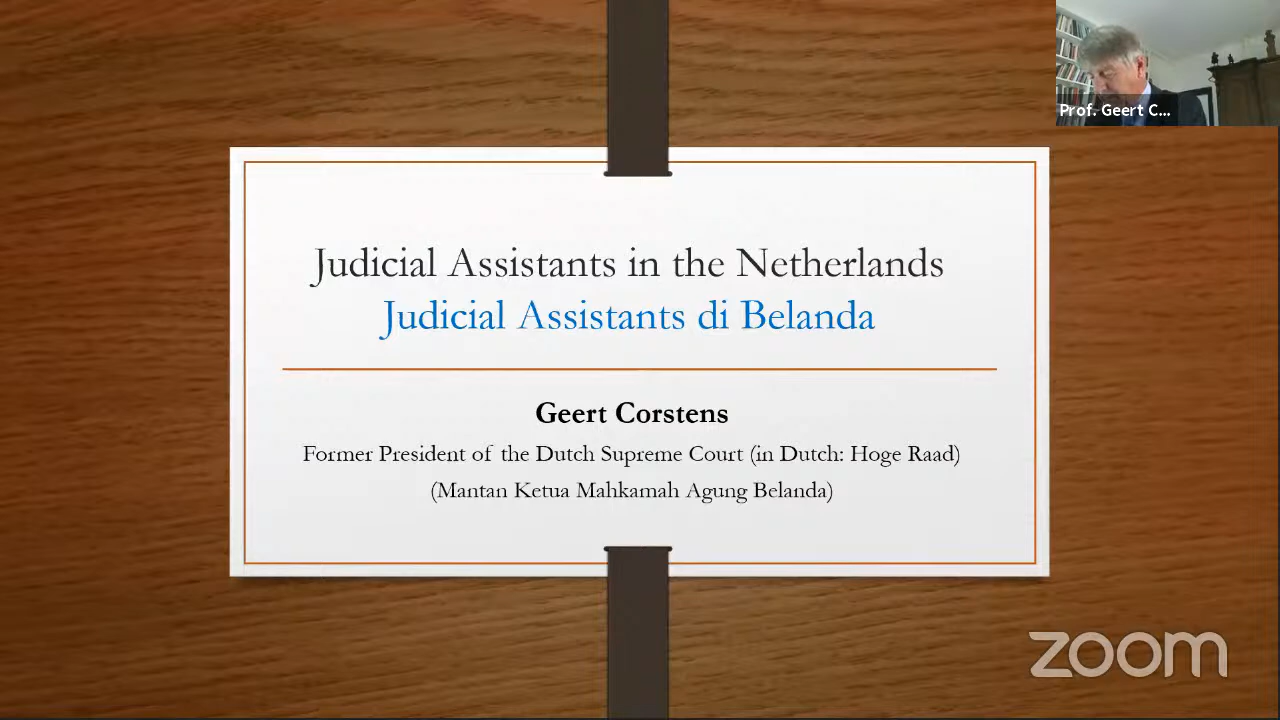 Prof. Geert C...
Judicial Assistants in the Netherlands
Judicial Assistants di Belanda
Geert Corstens
Former President of the Dutch Supreme Court (in Dutch: Hoge Raad)
(Mantan Ketua Mahkamah Agung Belanda)
zoom